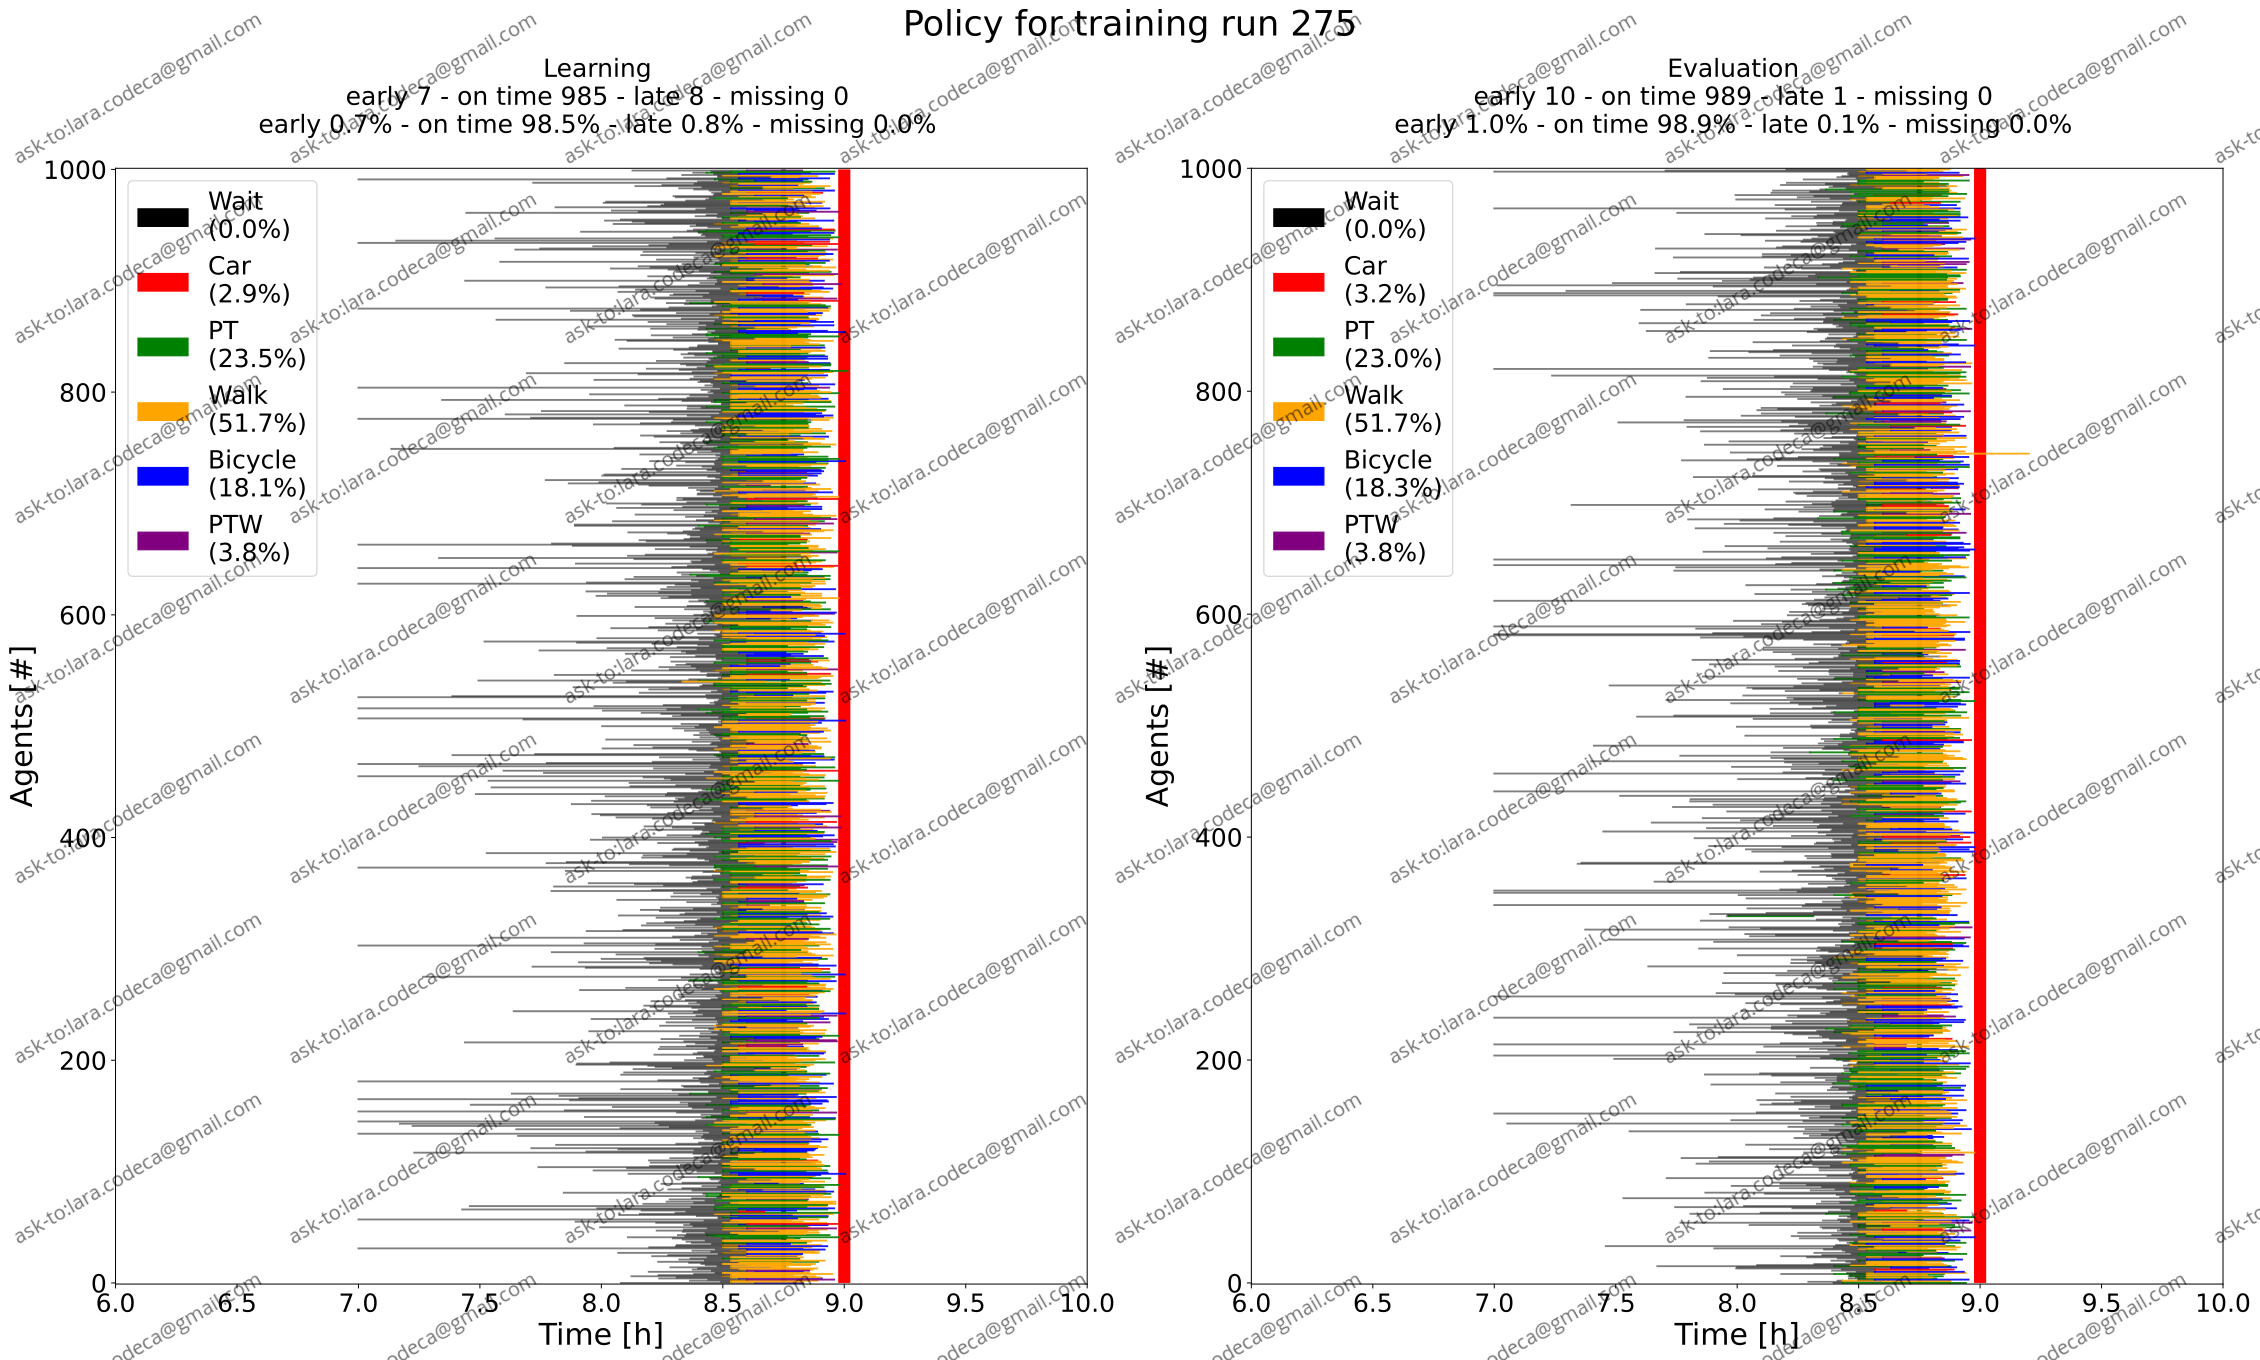 Policy for training run 275
Learning
early 7 - on time 985 - late 8 - missing 0
early 0.7% - on time 98.5% - late 0.8% - missing 0.0%
Wait
(0.0%)
Car
(2.9%)
PT
(23.5%)
Walk
(51.7%)
Bicycle
(18.1%)
PTW
(3.8%)
1000
800
600
400
200
0
Agents [#]
6.0 6.5 7.0 7.5 8.0 8.5 9.0 9.5 10.0
Time [h]
Evaluation
early 10 - on time 989 - late 1 - missing 0
early 1.0% - on time 98.9% - late 0.1% - missing 0.0%
Wait
(0.0%)
Car
(3.2%)
PT
(23.0%)
Walk
(51.7%)
Bicycle
(18.3%)
PTW
(3.8%)
1000
800
600
400
200
0
Agents [#]
6.0 6.5 7.0 7.5 8.0 8.5 9.0 9.5 10.0
Time [h]
ask-to:lara.codeca@gmail.com